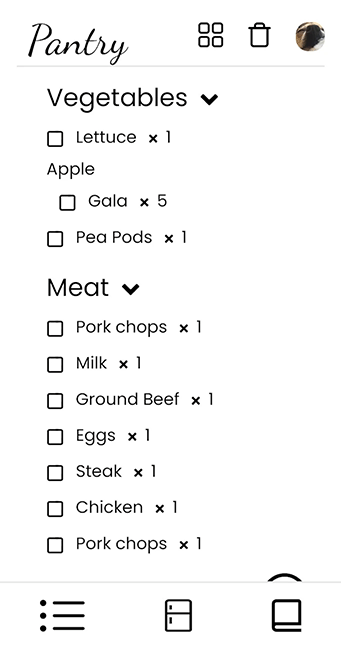 Pantry
Vegetables
Lettuce × 1
Apple
Gala × 5
Pea Pods × 1
Meat
Pork chops × 1
Milk × 1
Ground Beef × 1
Eggs × 1
Steak × 1
Chicken × 1
Pork chops × 1